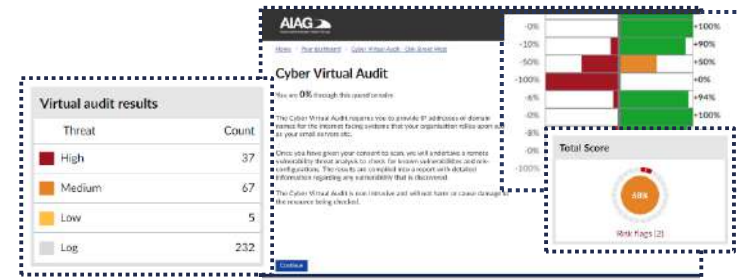 AIAG
Cyber Virtual Audit
You are 0% through this questionnaire
The Cyber Virtual Audit requires you to provide IP addresses or domain
names for the internet facing systems that your organisation relies upon such
as your email servers etc.
Once you have given your consent to scan, we will undertake a remote
vulnerability threat analysis to check for known vulnerabilities and mis-
configurations. The results are compiled into a report with detailed
information regarding any vulnerability that is discovered.
The Cyber Virtual Audit is non intrusive and will not harm or cause damage to
the resource being checked.
Continue
Virtual audit results
Threat Count
High 37
Medium 67
Low 5
Log 232
-0% +100%
-10% +90%
-50% +50%
-100% +0%
-6% +94%
-0% +100%
-8%
-0%
-100%
Total Score
68%
Risk flags (2)